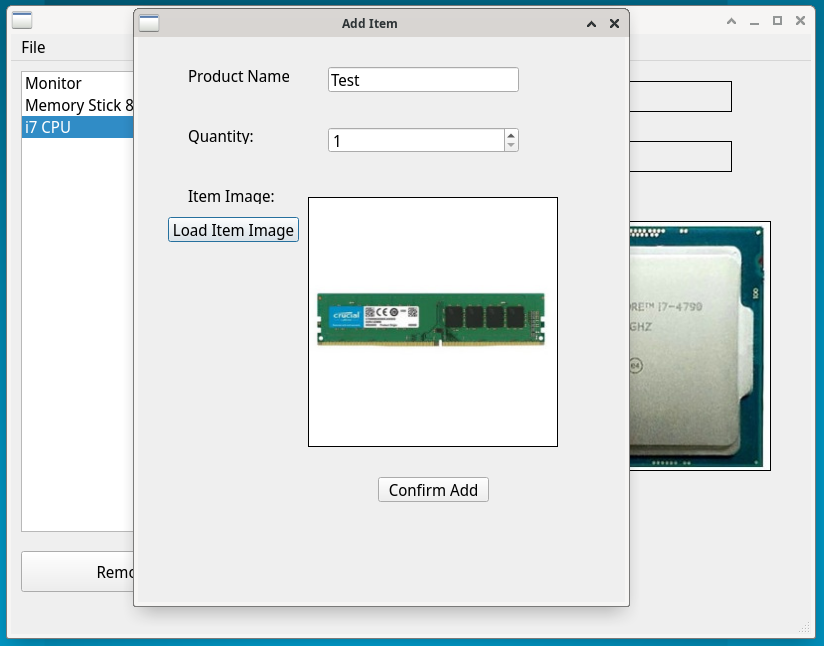 Add Item
File
Monitor
Memory Stick 8
i7 CPU
Remo
Product Name
Test
Quantity:
1
Item Image:
Load Item Image
crucial
Confirm Add
RE™ i7-4790
GHZ